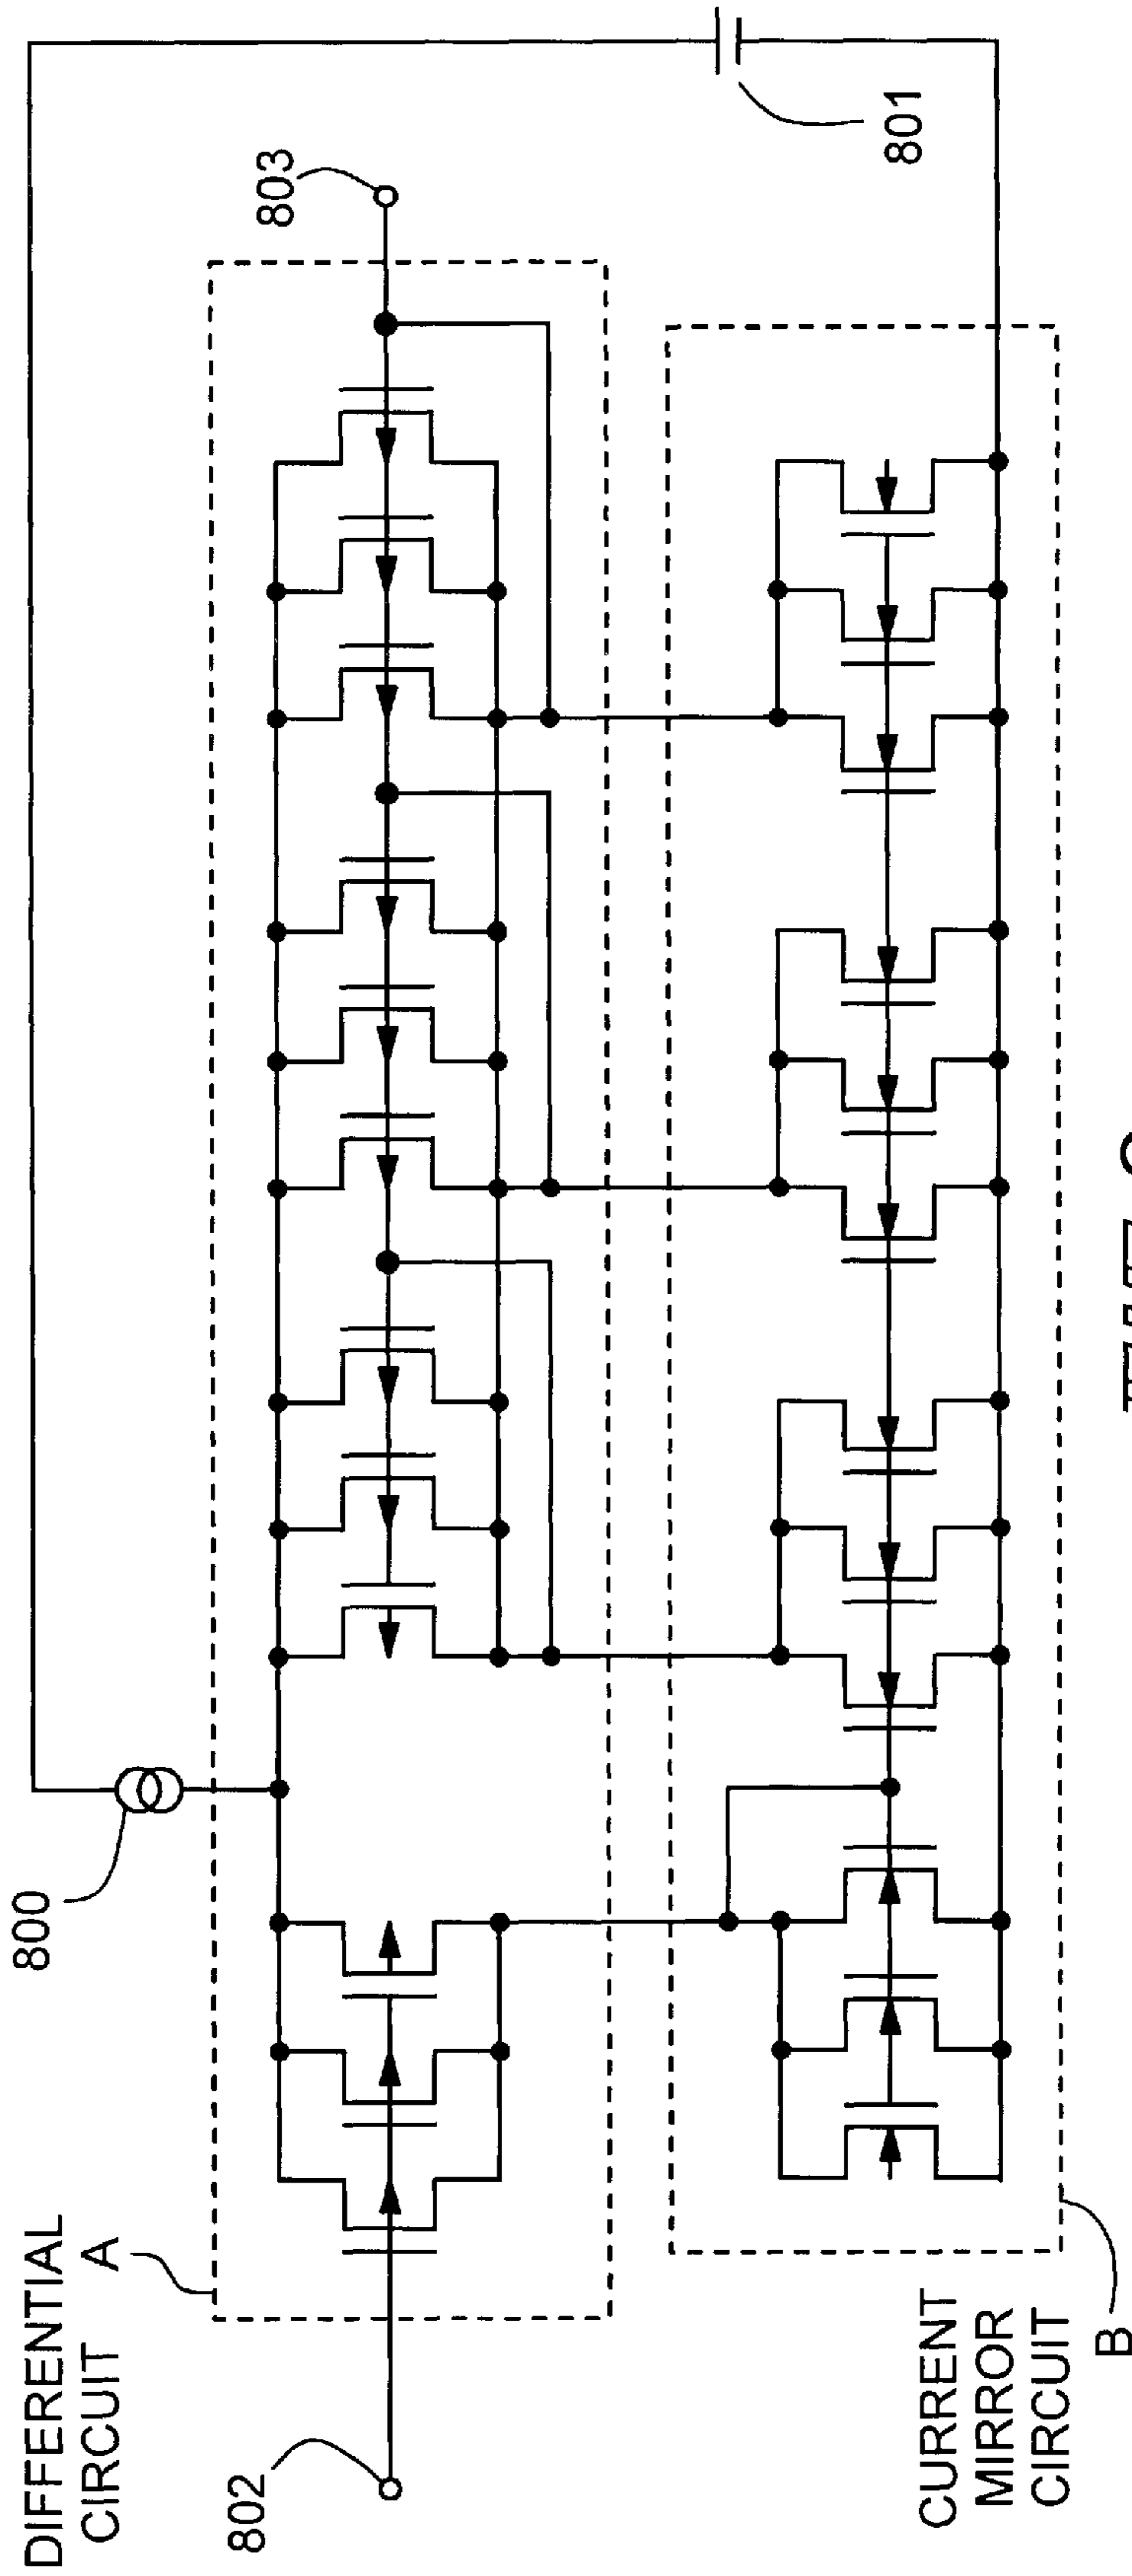 DIFFERENTIAL
CIRCUIT A
800
802
803
801
CURRENT
MIRROR
CIRCUIT
B